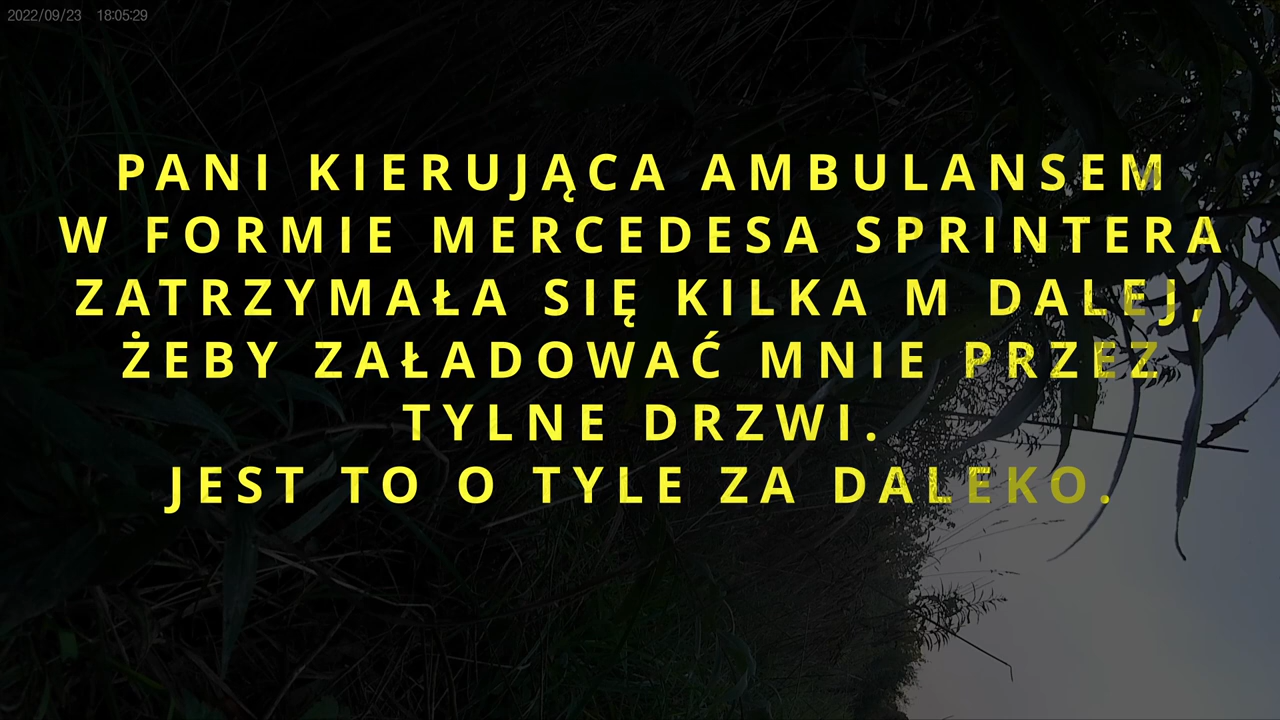 2022/09/23 18:05:29
PANI KIERUJĄCA AMBULANSEM
W FORMIE MERCEDESA SPRINTERA
ZATRZYMAŁA SIĘ KILKA M DALEJ,
ŻEBY ZAŁADOWAĆ MNIE PRZEZ
TYLNE DRZWI.
JEST TO O TYLE ZA DALEKO.